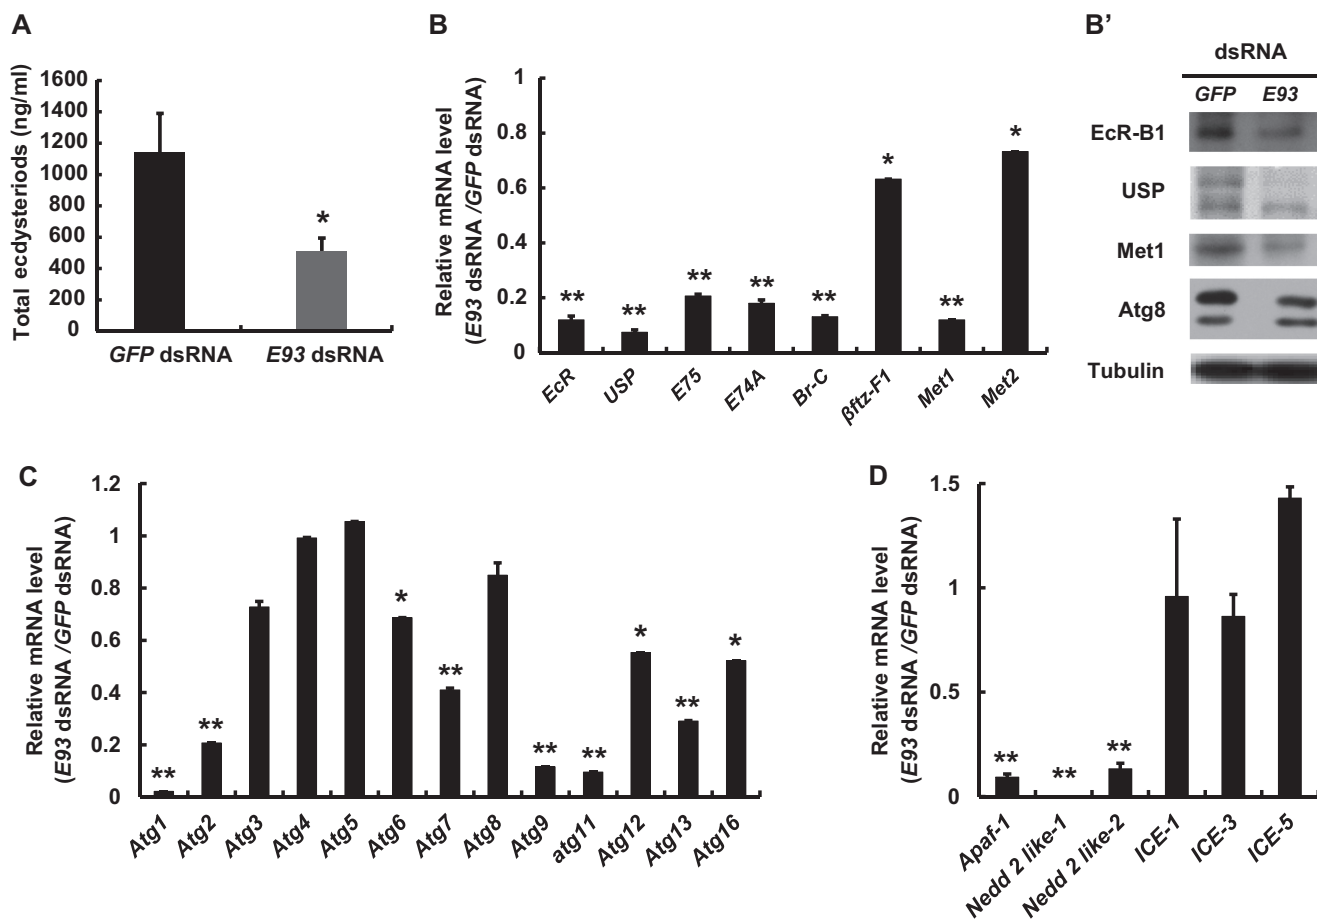 A
Total ecdysteriods (ng/ml)
1600
1400
1200
1000
800
600
400
200
0
*
GFP dsRNA
E93 dsRNA
B
Relative mRNA level
(E93 dsRNA /GFP dsRNA)
1
0.8
0.6
0.4
0.2
0
**
**
**
**
**
*
**
*
EcR
USP
E75
E74A
Br-C
βftz-F1
Met1
Met2
B’
dsRNA
GFP E93
EcR-B1
USP
Met1
Atg8
Tubulin
C
Relative mRNA level
(E93 dsRNA /GFP dsRNA)
1.2
1
0.8
0.6
0.4
0.2
0
**
**
*
**
**
**
*
**
*
Atg1
Atg2
Atg3
Atg4
Atg5
Atg6
Atg7
Atg8
Atg9
atg11
Atg12
Atg13
Atg16
D
Relative mRNA level
(E93 dsRNA /GFP dsRNA)
1.5
1
0.5
0
**
**
**
Apaf-1
Nedd 2 like-1
Nedd 2 like-2
ICE-1
ICE-3
ICE-5